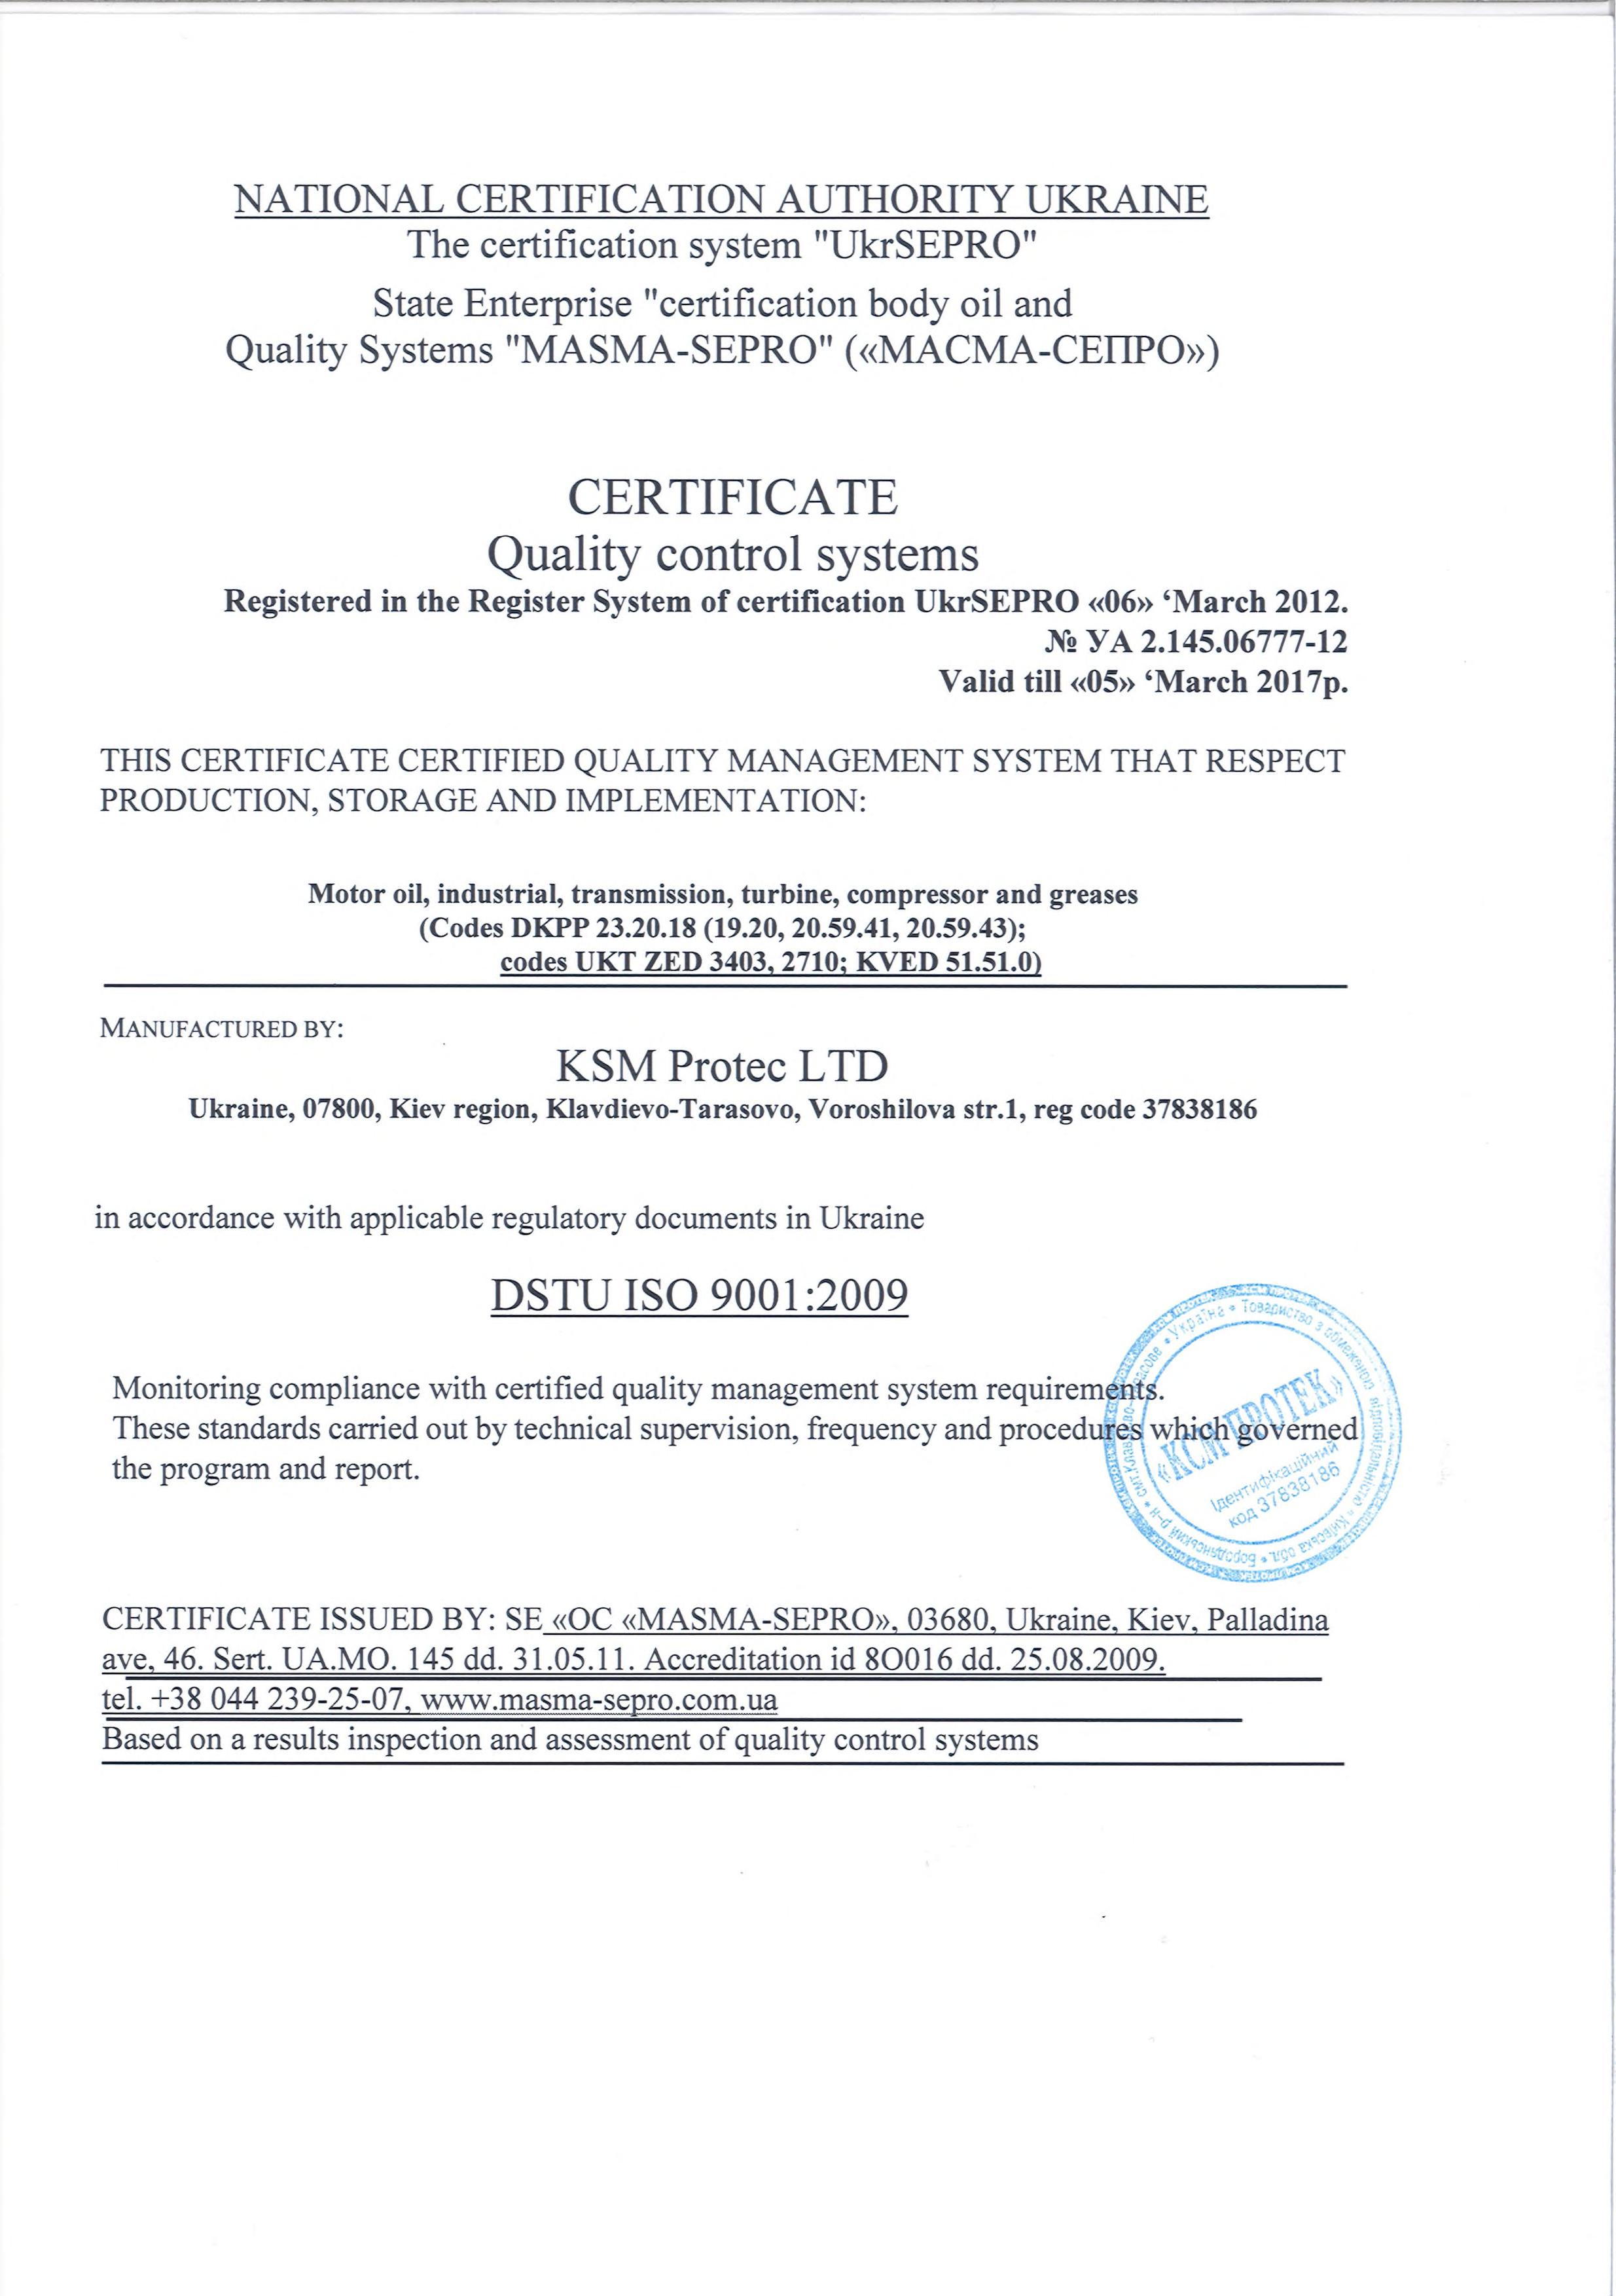 NATIONAL CERTIFICATION AUTHORITY UKRAINE
The certification system "UkrSEPRO"
State Enterprise "certification body oil and
Quality Systems "MASMA-SEPRO" («МАСМА-СЕПРО»)
CERTIFICATE
Quality control systems
Registered in the Register System of certification UkrSEPRO «06» ‘March 2012.
№ УА 2.145.06777-12
Valid till «05» ‘March 2017р.
THIS CERTIFICATE CERTIFIED QUALITY MANAGEMENT SYSTEM THAT RESPECT
PRODUCTION, STORAGE AND IMPLEMENTATION:
Motor oil, industrial, transmission, turbine, compressor and greases
(Codes DKPP 23.20.18 (19.20, 20.59.41, 20.59.43);
codes UKT ZED 3403, 2710; KVED 51.51.0)
MANUFACTURED BY:
KSM Protec LTD
Ukraine, 07800, Kiev region, Klavdievo-Tarasovo, Voroshilova str.1, reg code 37838186
in accordance with applicable regulatory documents in Ukraine
DSTU ISO 9001:2009
Monitoring compliance with certified quality management system requirements.
These standards carried out by technical supervision, frequency and procedures which governed
the program and report.
Україна • Товариство з обмеженою відповідальністю • Київська обл. • Бородянський р-н • смт.Клавдієво-Тарасове •
«КСМ ПРОТЕК»
Ідентифікаційний
код 37838186
CERTIFICATE ISSUED BY: SE «OC «MASMA-SEPRO», 03680, Ukraine, Kiev, Palladina
ave, 46. Sert. UA.MO. 145 dd. 31.05.11. Accreditation id 8O016 dd. 25.08.2009.
tel. +38 044 239-25-07, www.masma-sepro.com.ua
Based on a results inspection and assessment of quality control systems